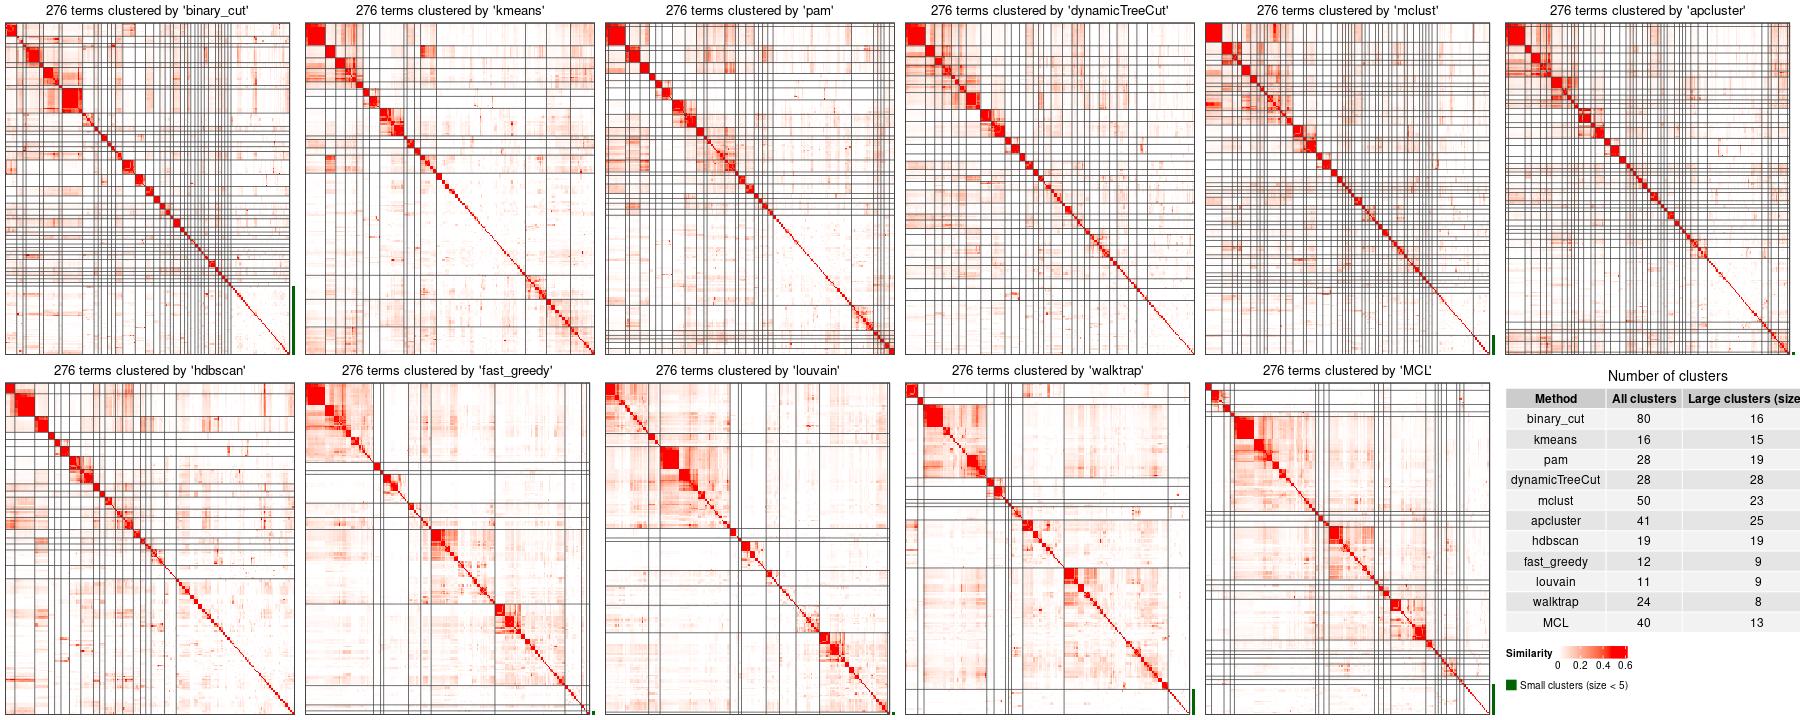 276 terms clustered by 'binary_cut'
276 terms clustered by 'kmeans'
276 terms clustered by 'pam'
276 terms clustered by 'dynamicTreeCut'
276 terms clustered by 'mclust'
276 terms clustered by 'apcluster'
276 terms clustered by 'hdbscan'
276 terms clustered by 'fast_greedy'
276 terms clustered by 'louvain'
276 terms clustered by 'walktrap'
276 terms clustered by 'MCL'
Number of clusters
Method All clusters Large clusters (size
binary_cut 80 16
kmeans 16 15
pam 28 19
dynamicTreeCut 28 28
mclust 50 23
apcluster 41 25
hdbscan 19 19
fast_greedy 12 9
louvain 11 9
walktrap 24 8
MCL 40 13
Similarity
0 0.2 0.4 0.6
Small clusters (size < 5)